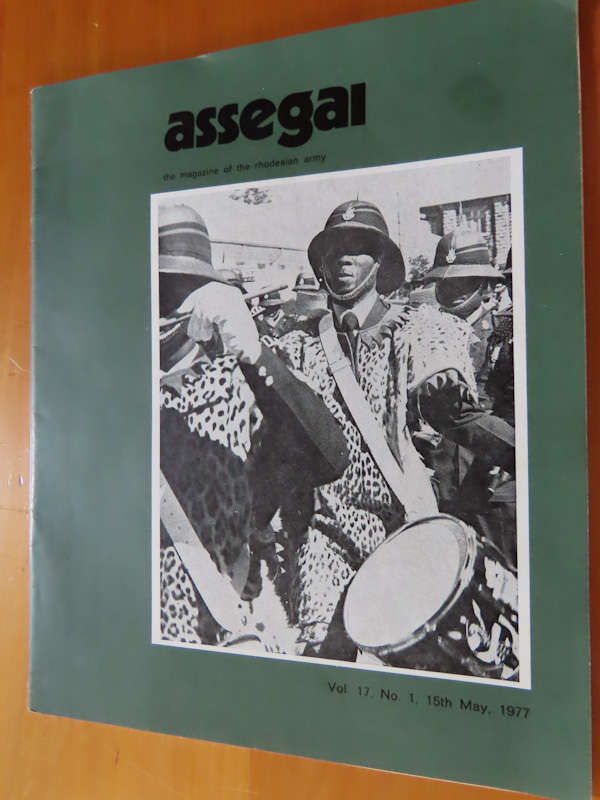 assegai
the magazine of the rhodesian army
Vol. 17, No. 1, 15th May, 1977